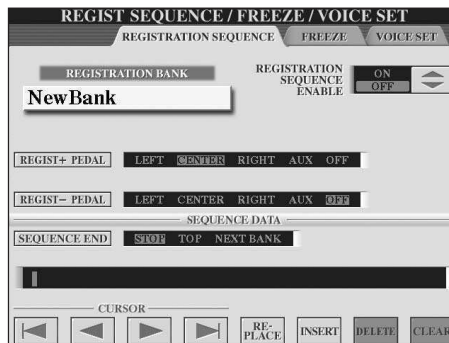 REGIST SEQUENCE / FREEZE / VOICE SET
REGISTRATION SEQUENCE FREEZE VOICE SET
REGISTRATION BANK
NewBank
REGISTRATION
SEQUENCE
ENABLE
ON
OFF
REGIST+ PEDAL LEFT CENTER RIGHT AUX OFF
REGIST− PEDAL LEFT CENTER RIGHT AUX OFF
SEQUENCE DATA
SEQUENCE END STOP TOP NEXT BANK
CURSOR
RE-
PLACE
INSERT DELETE CLEAR